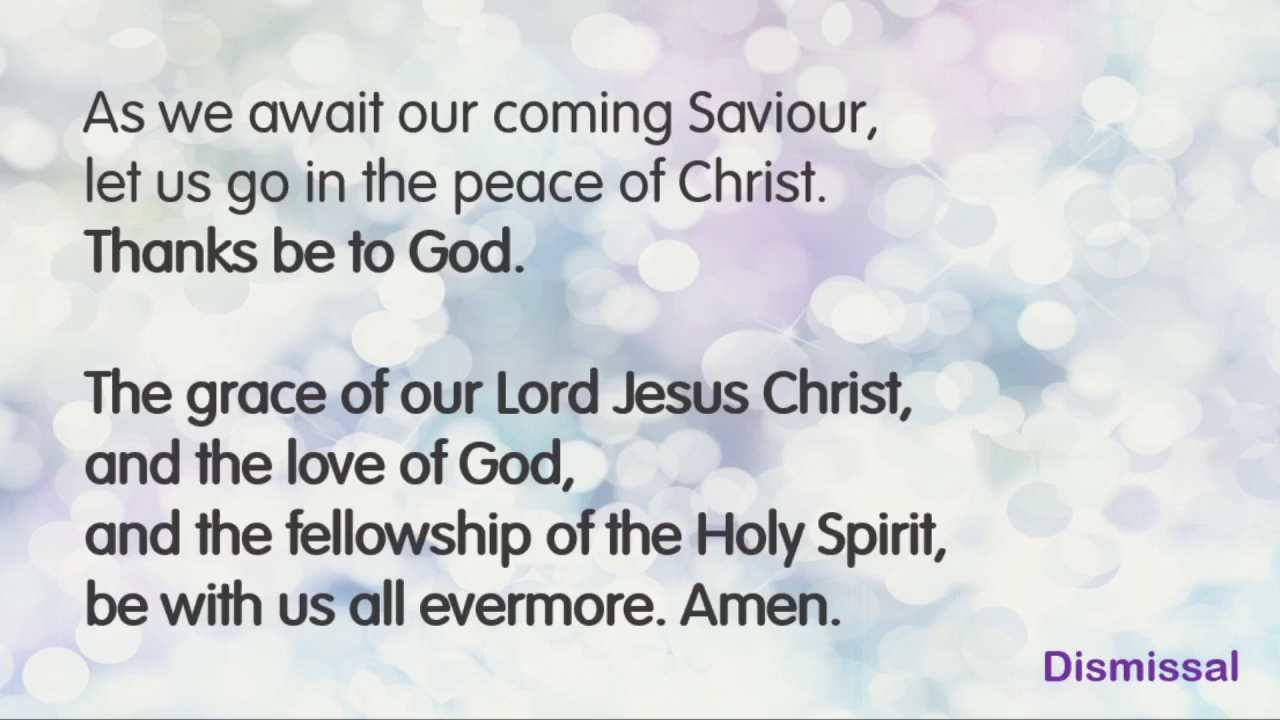 As we await our coming Saviour,
let us go in the peace of Christ.
Thanks be to God.
The grace of our Lord Jesus Christ,
and the love of God,
and the fellowship of the Holy Spirit,
be with us all evermore. Amen.
Dismissal